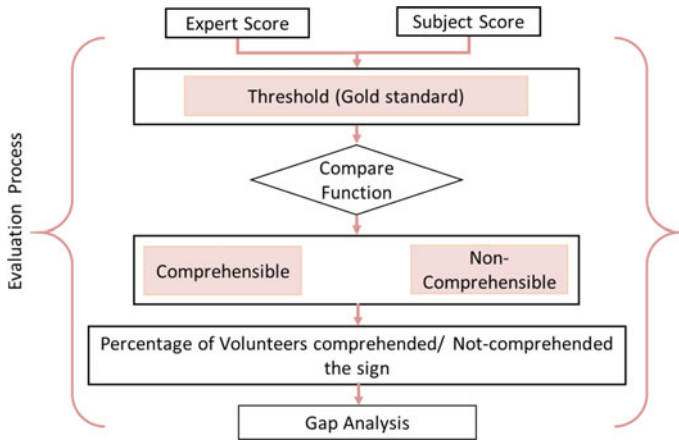 Expert Score
Subject Score
Threshold (Gold standard)
Compare
Function
Comprehensible
Non-
Comprehensible
Percentage of Volunteers comprehended/ Not-comprehended
the sign
Gap Analysis
Evaluation Process